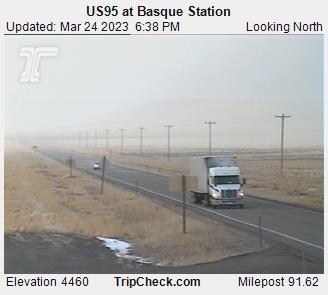 US95 at Basque Station
Updated: Mar 24 2023 6:38 PM Looking North
Elevation 4460 TripCheck.com Milepost 91.62